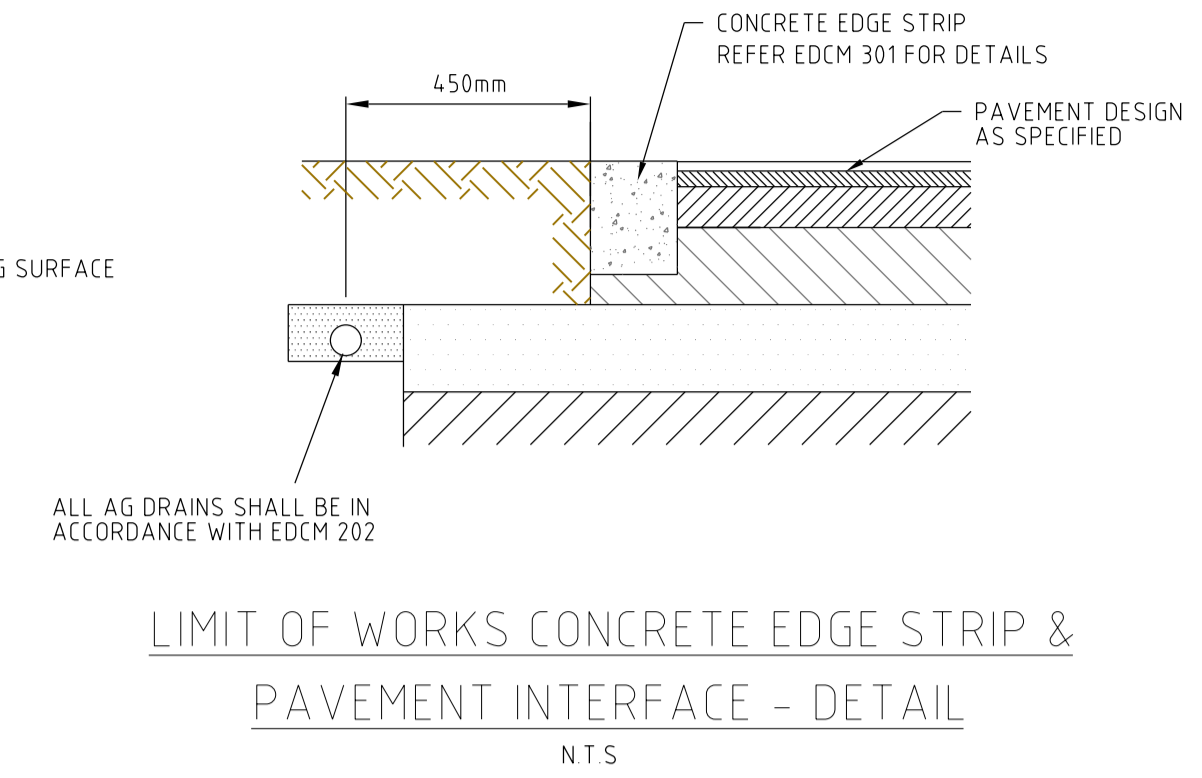 CONCRETE EDGE STRIP
REFER EDCM 301 FOR DETAILS
450mm
PAVEMENT DESIGN
AS SPECIFIED
SURFACE
ALL AG DRAINS SHALL BE IN
ACCORDANCE WITH EDCM 202
LIMIT OF WORKS CONCRETE EDGE STRIP &
PAVEMENT INTERFACE - DETAIL
N.T.S